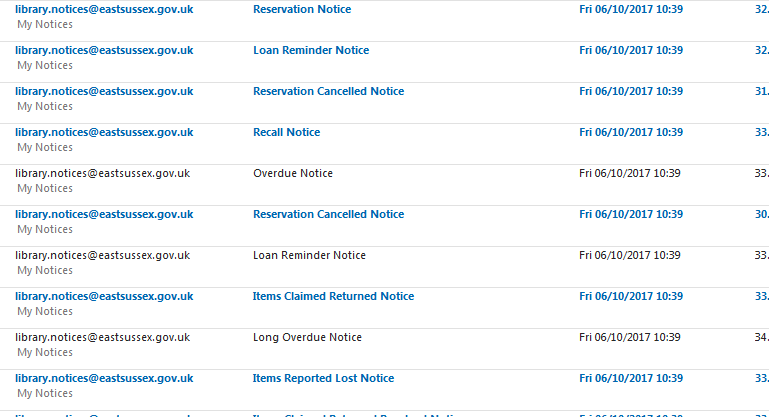 library.notices@eastsussex.gov.uk Reservation Notice Fri 06/10/2017 10:39 32.
My Notices
library.notices@eastsussex.gov.uk Loan Reminder Notice Fri 06/10/2017 10:39 32.
My Notices
library.notices@eastsussex.gov.uk Reservation Cancelled Notice Fri 06/10/2017 10:39 31.
My Notices
library.notices@eastsussex.gov.uk Recall Notice Fri 06/10/2017 10:39 33.
My Notices
library.notices@eastsussex.gov.uk Overdue Notice Fri 06/10/2017 10:39 33.
My Notices
library.notices@eastsussex.gov.uk Reservation Cancelled Notice Fri 06/10/2017 10:39 30.
My Notices
library.notices@eastsussex.gov.uk Loan Reminder Notice Fri 06/10/2017 10:39 33.
My Notices
library.notices@eastsussex.gov.uk Items Claimed Returned Notice Fri 06/10/2017 10:39 33.
My Notices
library.notices@eastsussex.gov.uk Long Overdue Notice Fri 06/10/2017 10:39 34.
My Notices
library.notices@eastsussex.gov.uk Items Reported Lost Notice Fri 06/10/2017 10:39 33.
My Notices